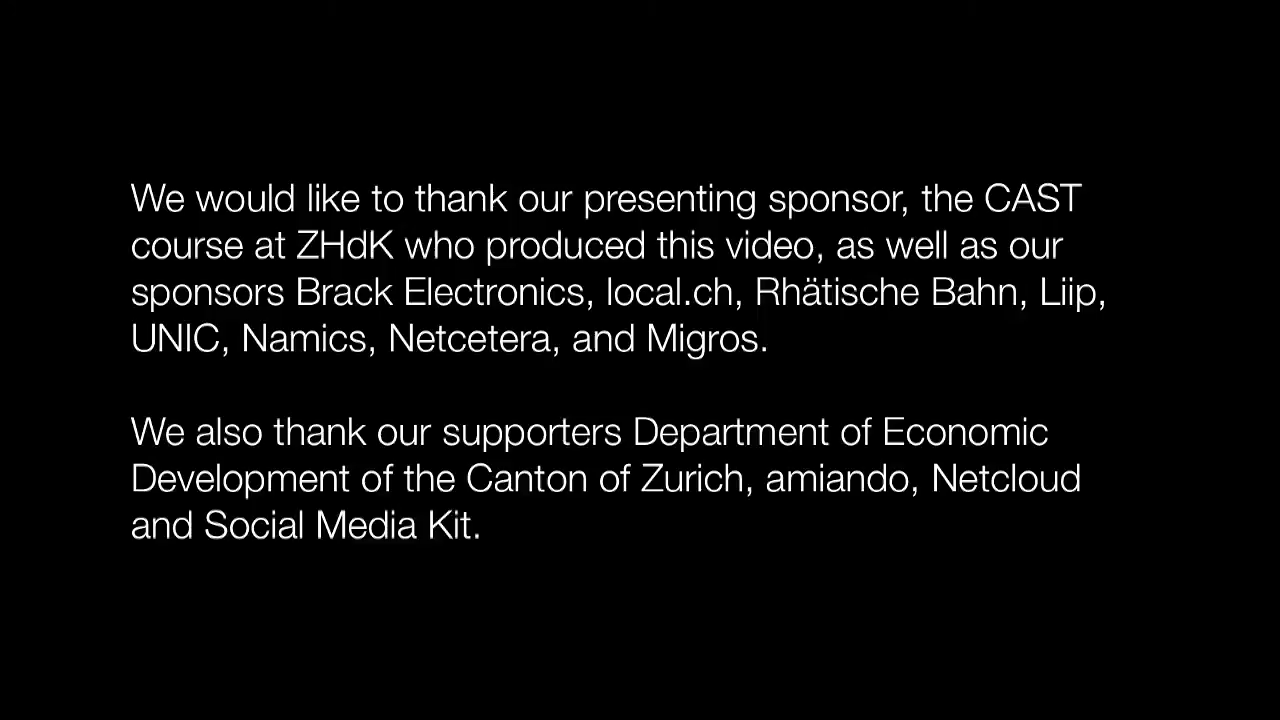 We would like to thank our presenting sponsor, the CAST
course at ZHdK who produced this video, as well as our
sponsors Brack Electronics, local.ch, Rhätische Bahn, Liip,
UNIC, Namics, Netcetera, and Migros.
We also thank our supporters Department of Economic
Development of the Canton of Zurich, amiando, Netcloud
and Social Media Kit.